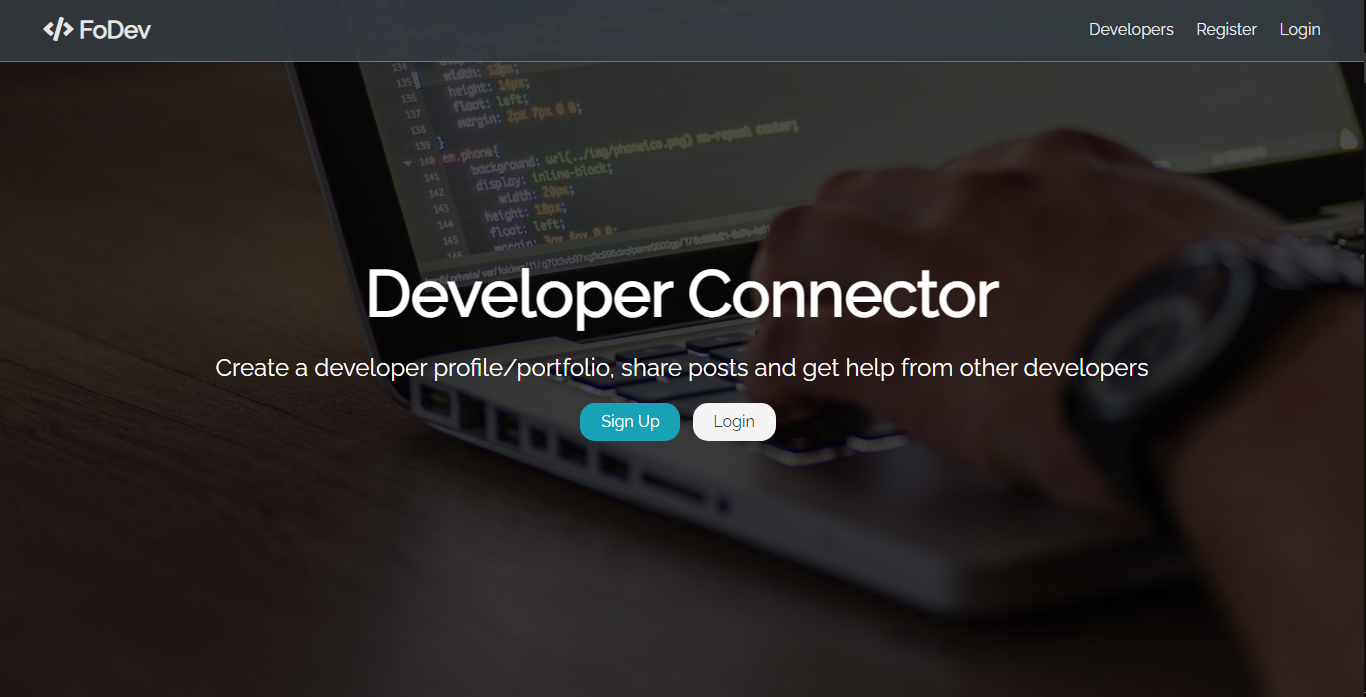 </> FoDev
Developers Register Login
134
135 width: 12px;
136 height: 14px;
137 float: left;
138 margin: 2px 7px 0 0;
139 }
140 em.phone{
141 background: url(../img/phoneico.png) no-repeat center;
142 display: inline-block;
143 width: 20px;
144 height: 18px;
145 float: left;
146
Developer Connector
Create a developer profile/portfolio, share posts and get help from other developers
Sign Up Login